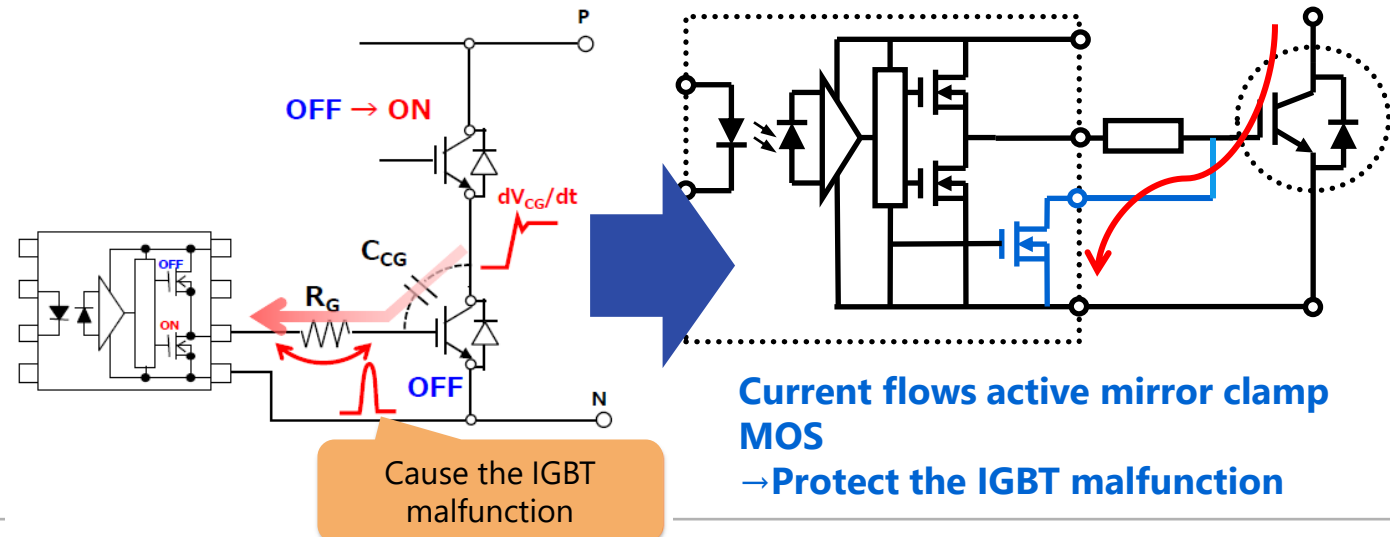 P
OFF → ON
dVCG/dt
CCG
OFF
RG
ON
OFF
N
Cause the IGBT
malfunction
Current flows active mirror clamp
MOS
→Protect the IGBT malfunction